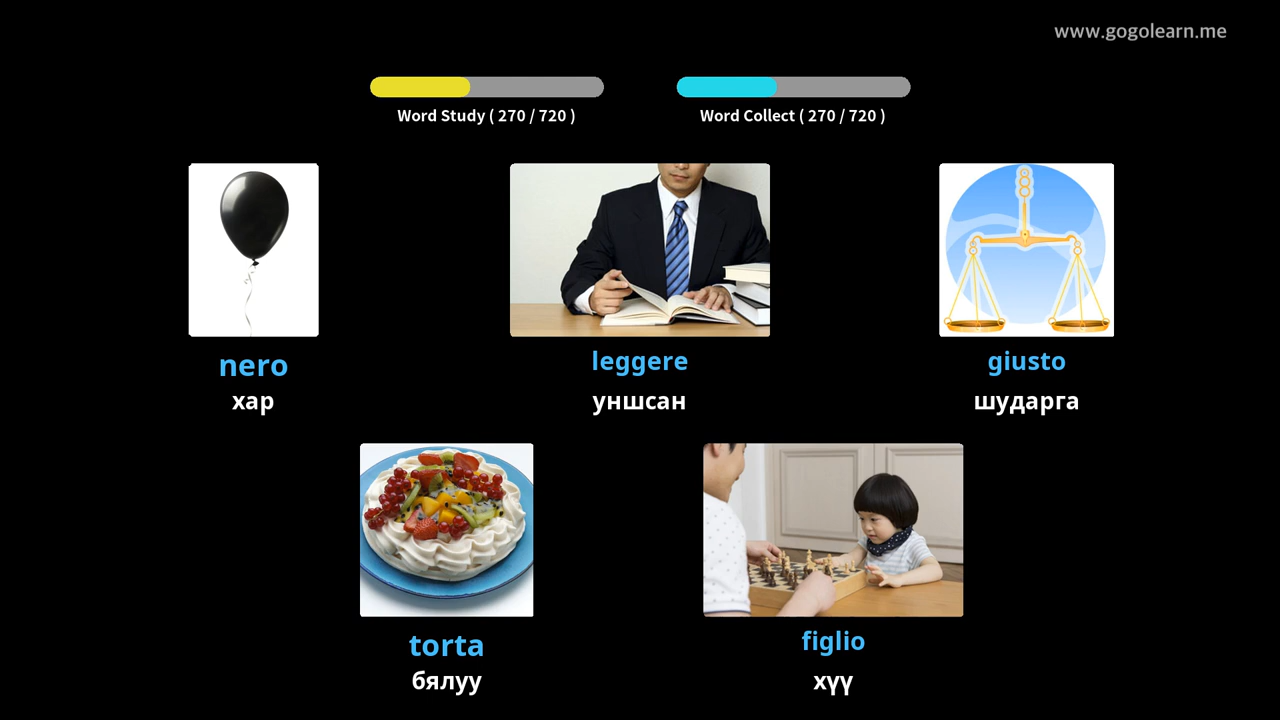 www.gogolearn.me
Word Study ( 270 / 720 )
Word Collect ( 270 / 720 )
nero
хар
leggere
уншсан
giusto
шударга
torta
бялуу
figlio
хүү